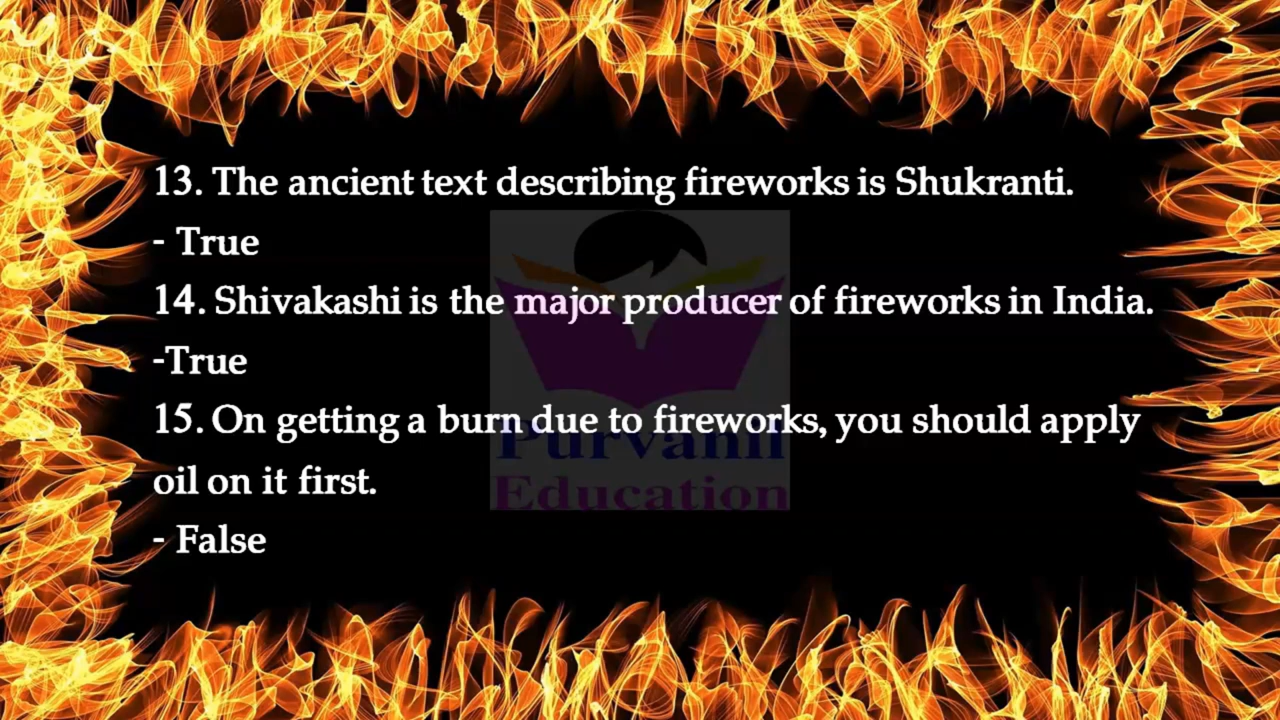 13. The ancient text describing fireworks is Shukranti.
- True
14. Shivakashi is the major producer of fireworks in India.
-True
15. On getting a burn due to fireworks, you should apply
oil on it first.
- False
Purvanil
Education